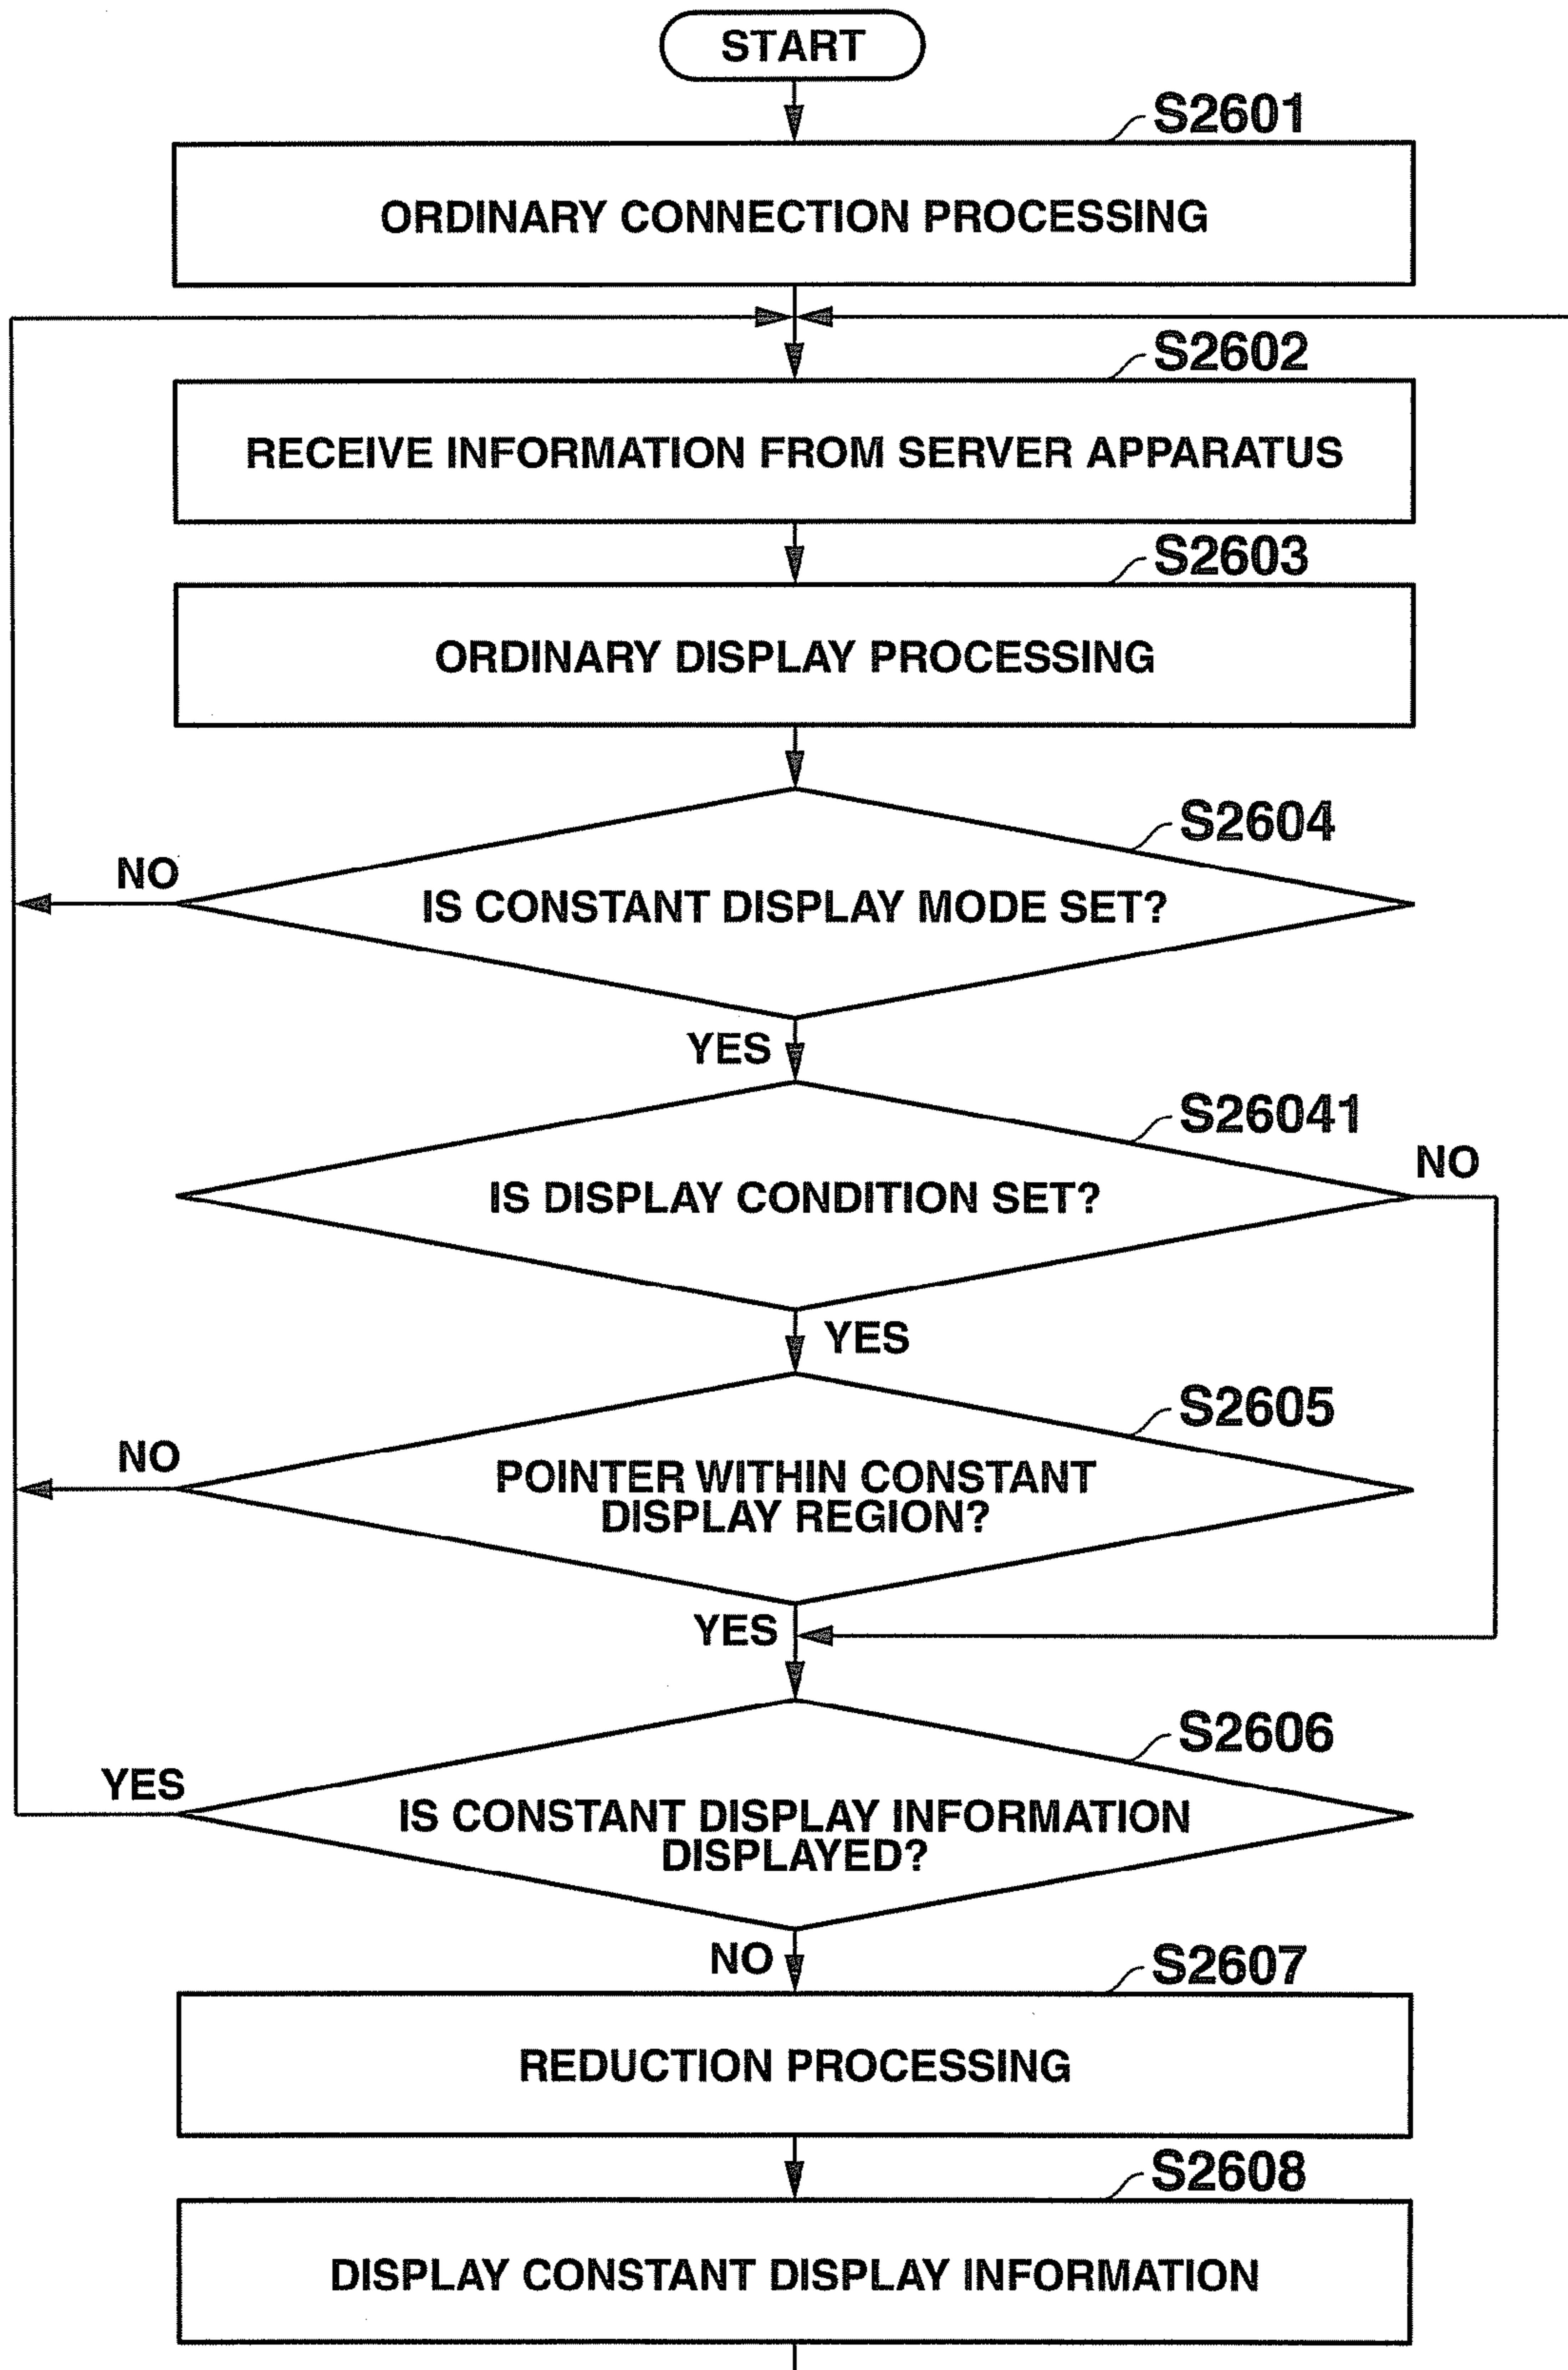 START
S2601
ORDINARY CONNECTION PROCESSING
S2602
RECEIVE INFORMATION FROM SERVER APPARATUS
S2603
ORDINARY DISPLAY PROCESSING
S2604
NO
IS CONSTANT DISPLAY MODE SET?
YES
S26041
NO
IS DISPLAY CONDITION SET?
YES
S2605
NO
POINTER WITHIN CONSTANT
DISPLAY REGION?
YES
S2606
YES
IS CONSTANT DISPLAY INFORMATION
DISPLAYED?
NO
S2607
REDUCTION PROCESSING
S2608
DISPLAY CONSTANT DISPLAY INFORMATION